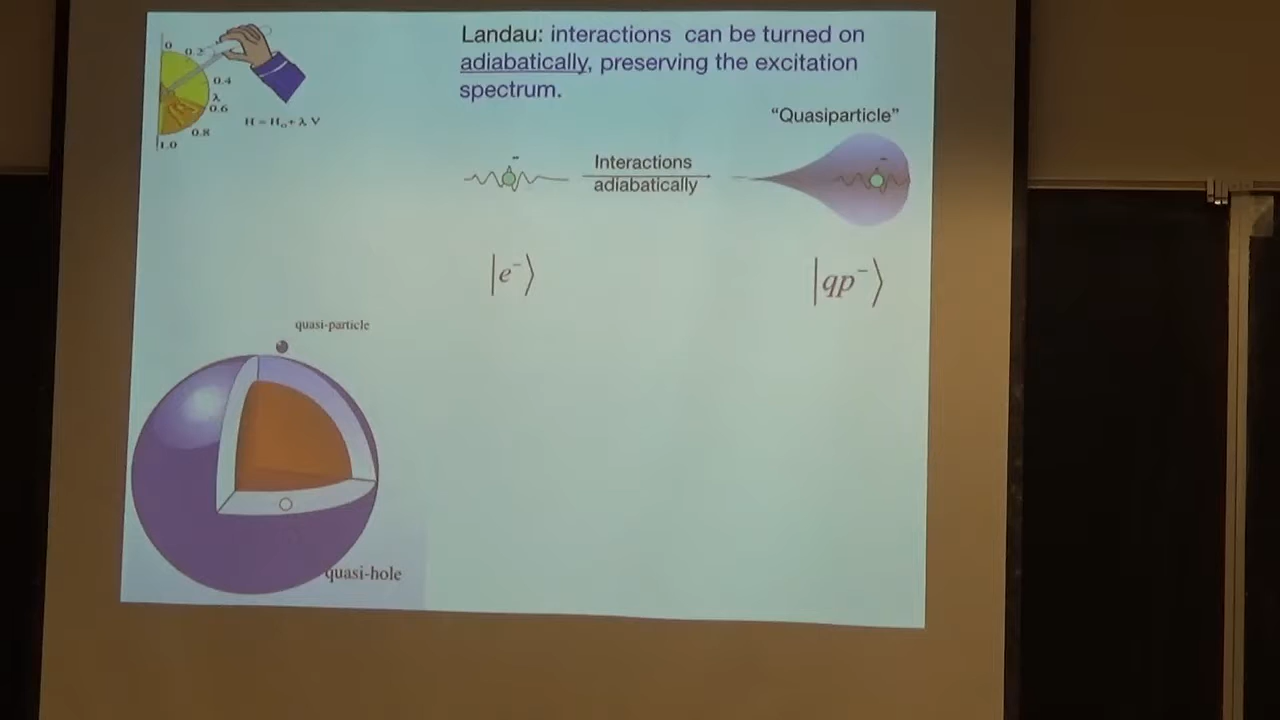 Landau: interactions can be turned on
adiabatically, preserving the excitation
spectrum.
0
0.2
0.4
λ
0.6
0.8
1.0
H = H₀ + λ V
"Quasiparticle"
-
Interactions
adiabatically
-
|e⁻⟩
|qp⁻⟩
quasi-particle
quasi-hole